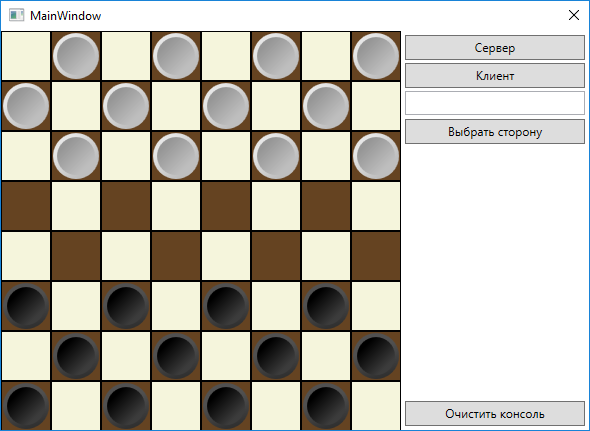 MainWindow
Сервер
Клиент
Выбрать сторону
Очистить консоль